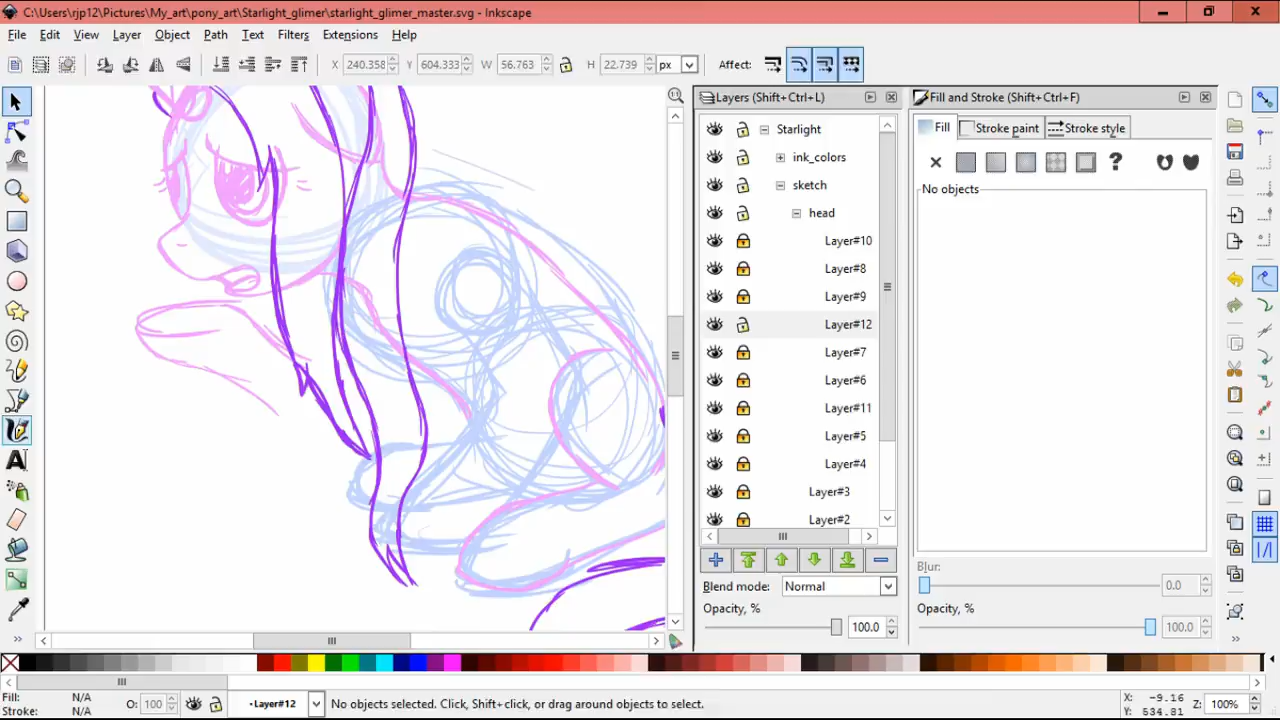 C:\Users\rjp12\Pictures\My_art\pony_art\Starlight_glimer\starlight_glimer_master.svg - Inkscape
File Edit View Layer Object Path Text Filters Extensions Help
X 240.358 Y 604.333 W 56.763 H 22.739 px Affect:
Layers (Shift+Ctrl+L)
Fill and Stroke (Shift+Ctrl+F)
Starlight
ink_colors
sketch
head
Layer#10
Layer#8
Layer#9
Layer#12
Layer#7
Layer#6
Layer#11
Layer#5
Layer#4
Layer#3
Layer#2
Blend mode: Normal
Opacity, % 100.0
Fill Stroke paint Stroke style
?
No objects
Blur: 0.0
Opacity, % 100.0
Fill: N/A
Stroke: N/A
O: 100
·Layer#12
No objects selected. Click, Shift+click, or drag around objects to select.
X: -9.16
Y: 534.81
Z: 100%